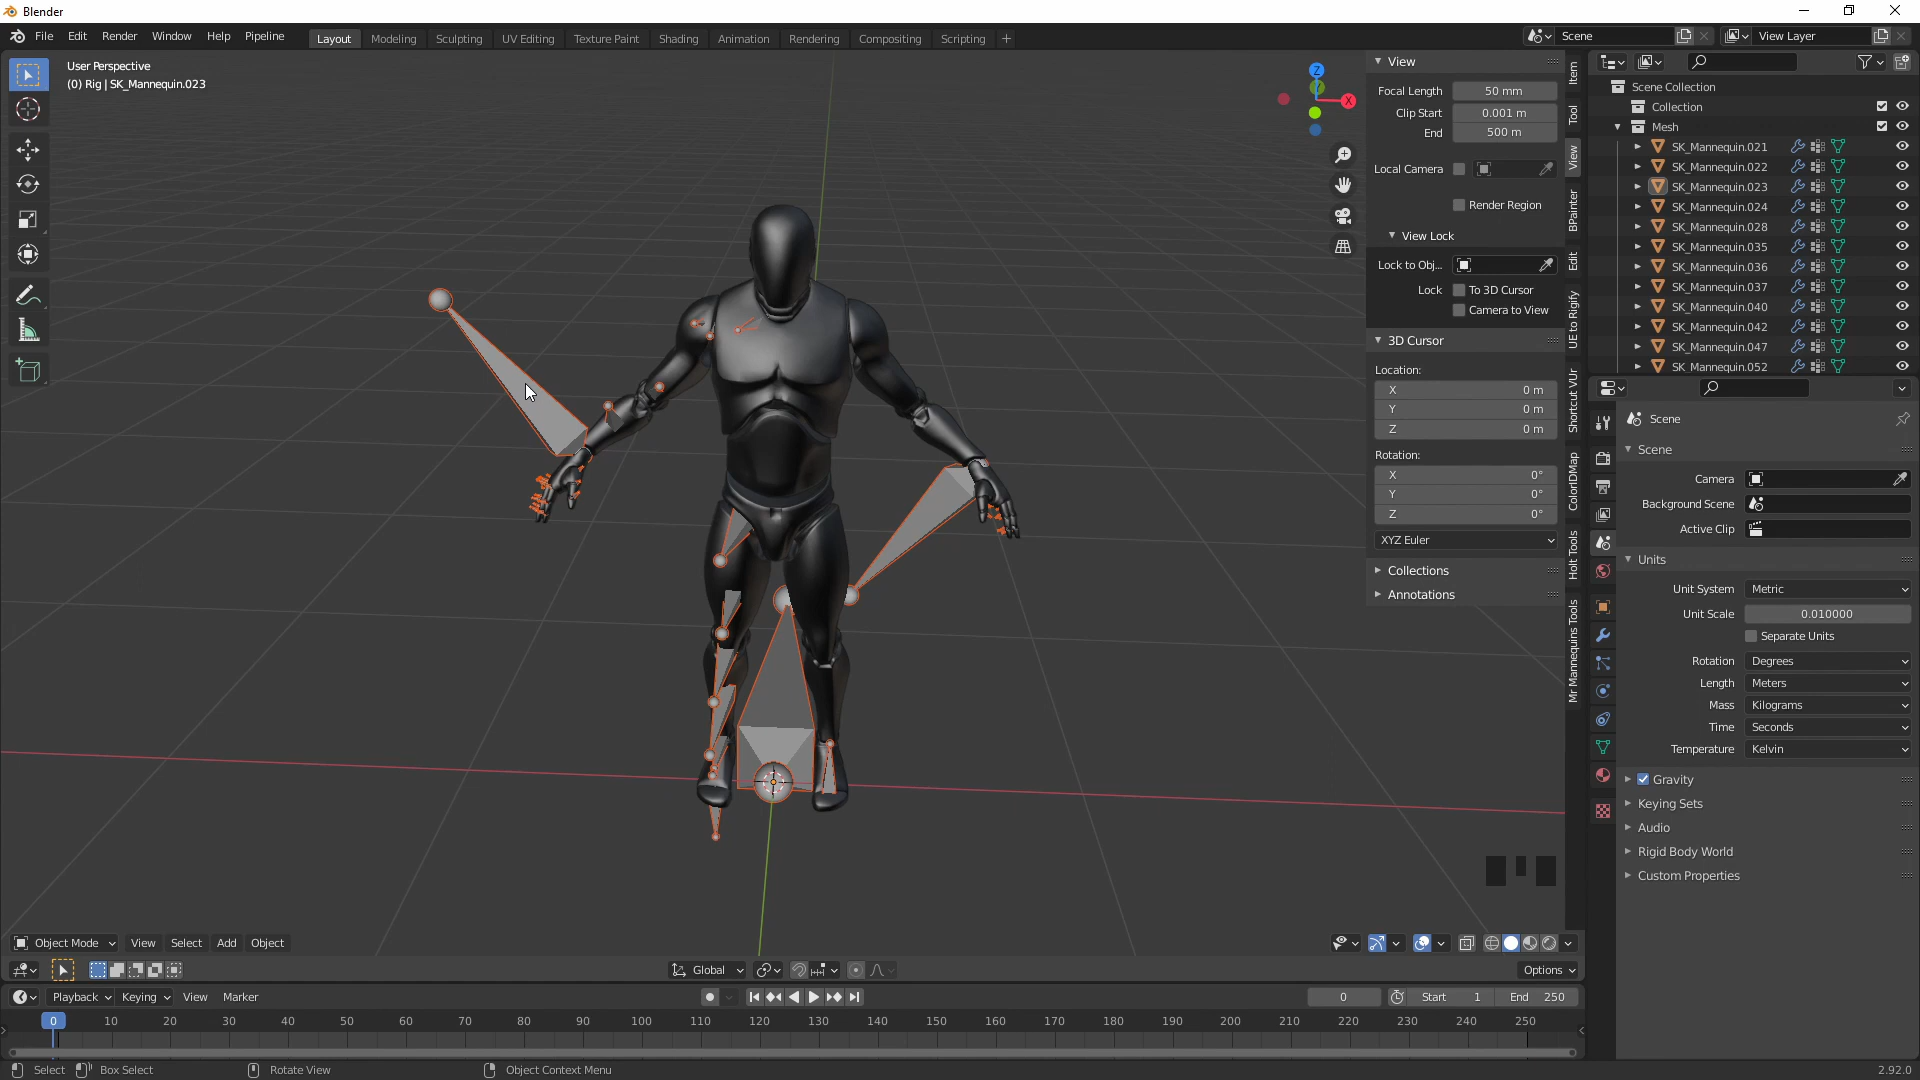 Blender
File Edit Render Window Help Pipeline
Layout Modeling Sculpting UV Editing Texture Paint Shading Animation Rendering Compositing Scripting +
Scene
View Layer
User Perspective
(0) Rig | SK_Mannequin.023
Z
X
View
Focal Length 50 mm
Clip Start 0.001 m
End 500 m
Local Camera
Render Region
View Lock
Lock to Obj...
Lock To 3D Cursor
Camera to View
3D Cursor
Location:
X 0 m
Y 0 m
Z 0 m
Rotation:
X 0°
Y 0°
Z 0°
XYZ Euler
Collections
Annotations
Item
Tool
View
BPainter
Edit
UE to Rigify
Shortcut VUr
ColorIDMap
Holt Tools
Mr Mannequins Tools
Scene Collection
Collection
Mesh
SK_Mannequin.021
SK_Mannequin.022
SK_Mannequin.023
SK_Mannequin.024
SK_Mannequin.028
SK_Mannequin.035
SK_Mannequin.036
SK_Mannequin.037
SK_Mannequin.040
SK_Mannequin.042
SK_Mannequin.047
SK_Mannequin.052
Scene
Scene
Camera
Background Scene
Active Clip
Units
Unit System Metric
Unit Scale 0.010000
Separate Units
Rotation Degrees
Length Meters
Mass Kilograms
Time Seconds
Temperature Kelvin
Gravity
Keying Sets
Audio
Rigid Body World
Custom Properties
Object Mode View Select Add Object
Global
Options
Playback Keying View Marker
0
Start 1
End 250
0 10 20 30 40 50 60 70 80 90 100 110 120 130 140 150 160 170 180 190 200 210 220 230 240 250
Select Box Select Rotate View Object Context Menu
2.92.0